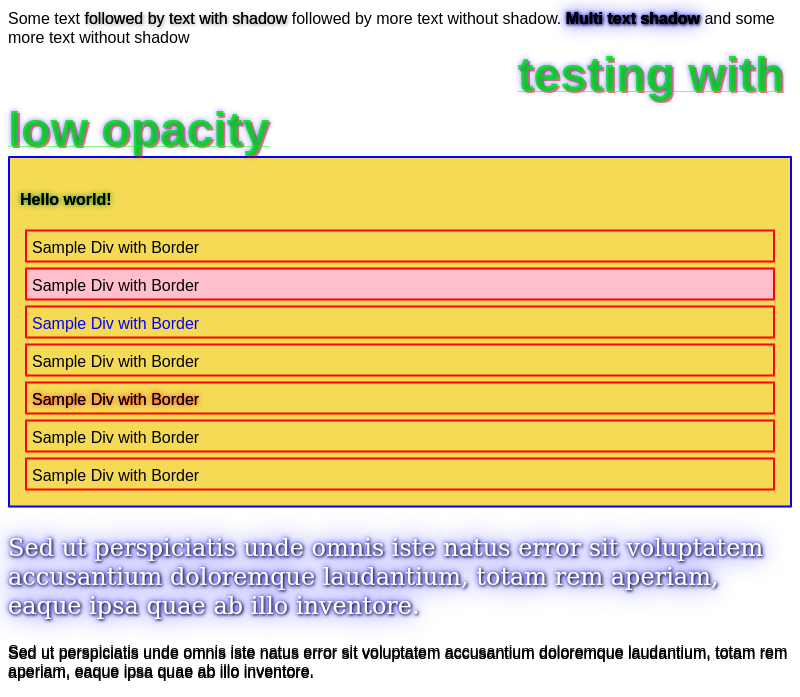 Some text followed by text with shadow followed by more text without shadow. Multi text shadow and some
more text without shadow
testing with
low opacity
Hello world!
Sample Div with Border
Sample Div with Border
Sample Div with Border
Sample Div with Border
Sample Div with Border
Sample Div with Border
Sample Div with Border
Sed ut perspiciatis unde omnis iste natus error sit voluptatem
accusantium doloremque laudantium, totam rem aperiam,
eaque ipsa quae ab illo inventore.
Sed ut perspiciatis unde omnis iste natus error sit voluptatem accusantium doloremque laudantium, totam rem
aperiam, eaque ipsa quae ab illo inventore.